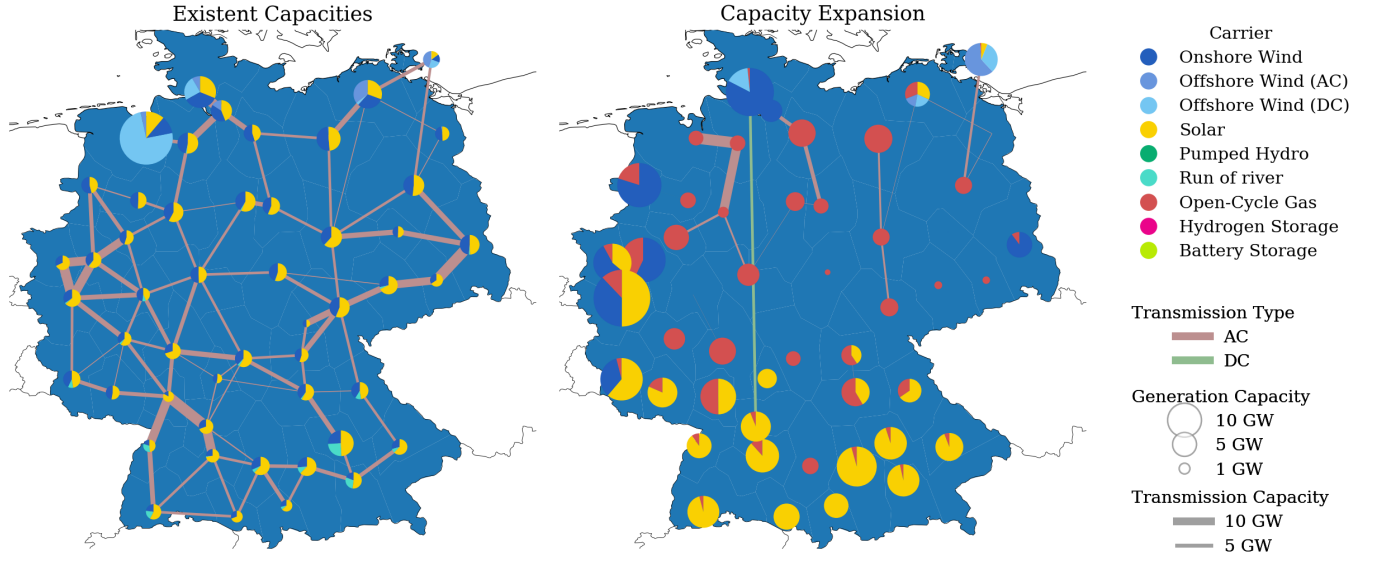 Existent Capacities
Capacity Expansion
Carrier
Onshore Wind
Offshore Wind (AC)
Offshore Wind (DC)
Solar
Pumped Hydro
Run of river
Open-Cycle Gas
Hydrogen Storage
Battery Storage
Transmission Type
AC
DC
Generation Capacity
10 GW
5 GW
1 GW
Transmission Capacity
10 GW
5 GW